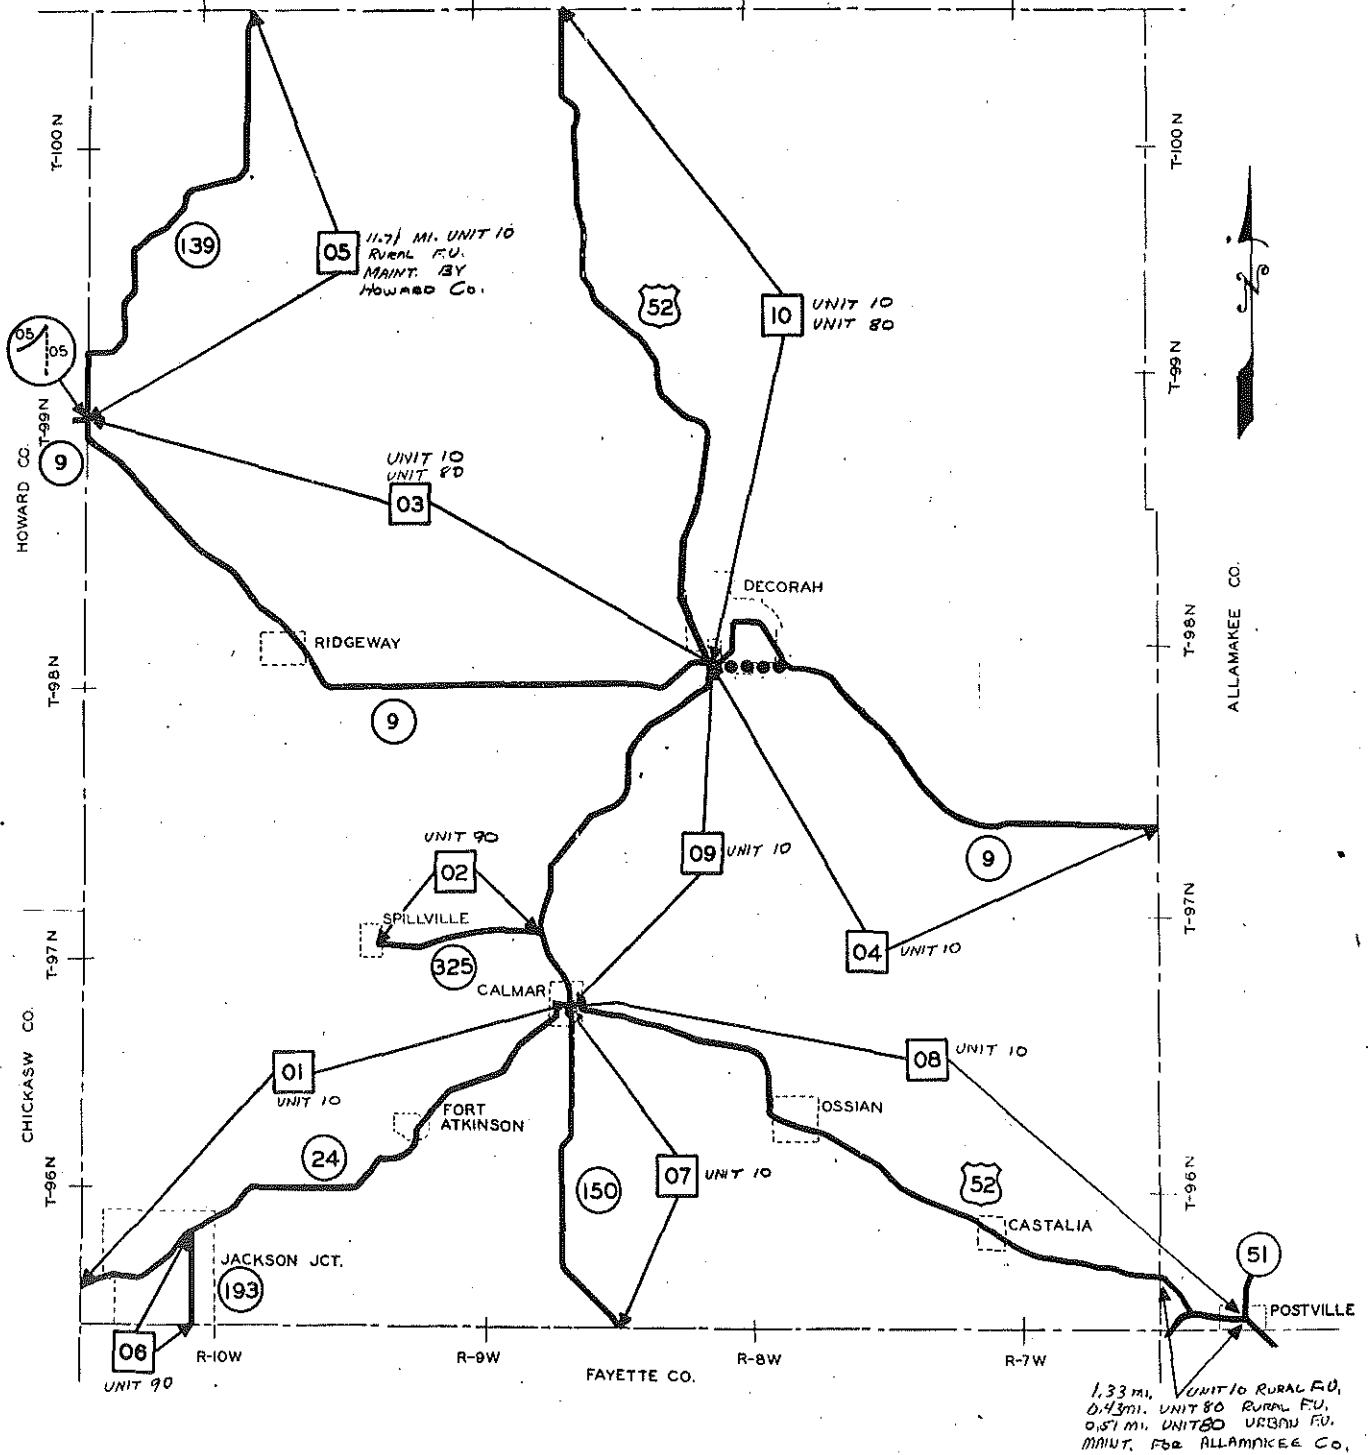 T-100N
T-100N
139
05
11.71 MI. UNIT 10
RURAL F.U.
MAINT. BY
HOWARD CO.
52
10
UNIT 10
UNIT 80
05
05
T-99N
T-99N
HOWARD CO.
9
UNIT 10
UNIT 80
03
DECORAH
RIDGEWAY
ALLAMAKEE CO.
T-98N
T-98N
9
UNIT 90
02
09
UNIT 10
9
SPILLVILLE
T-97N
T-97N
325
04
UNIT 10
CALMAR
CHICKASW CO.
01
UNIT 10
08
UNIT 10
FORT
ATKINSON
OSSIAN
24
T-96N
150
07
UNIT 10
52
T-96N
CASTALIA
JACKSON JCT.
193
51
POSTVILLE
06
UNIT 90
R-10W
R-9W
R-8W
R-7W
FAYETTE CO.
1.33 mi. UNIT 10 RURAL F.U.
0.43 mi. UNIT 80 RURAL F.U.
0.51 MI. UNIT 80 URBAN F.U.
MAINT. FOR ALLAMAKEE CO.